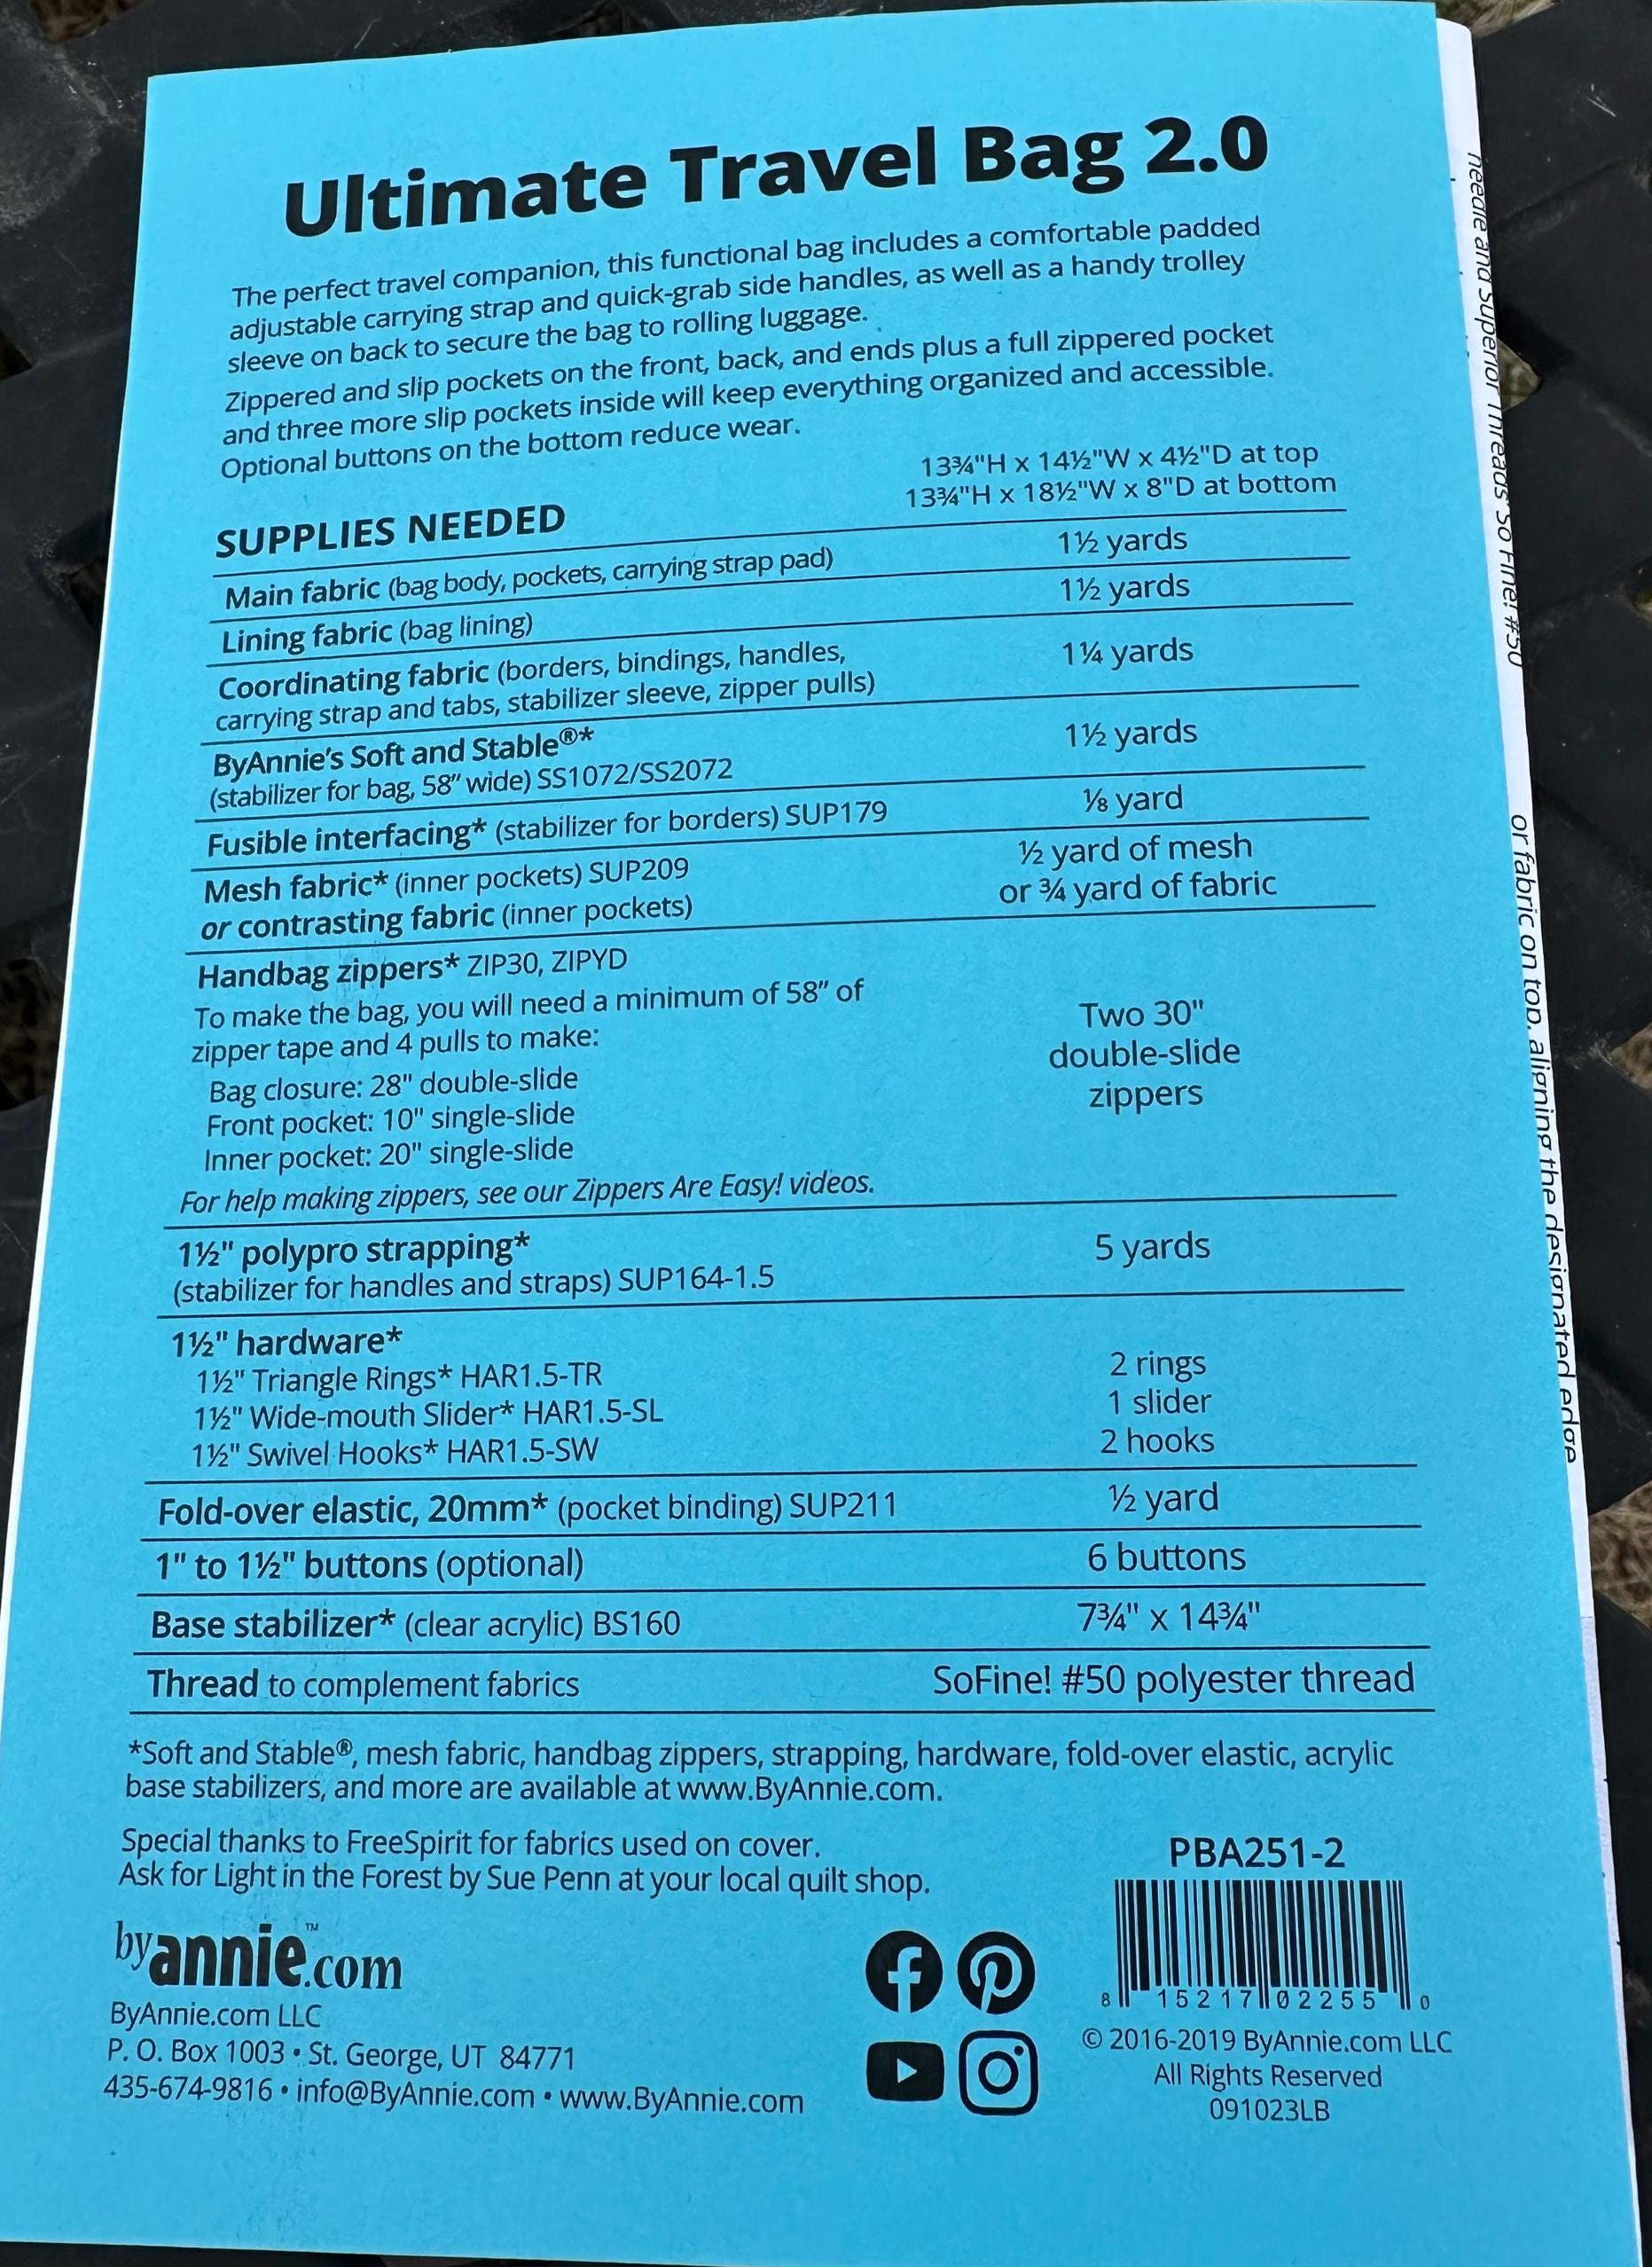 Ultimate Travel Bag 2.0
The perfect travel companion, this functional bag includes a comfortable padded
adjustable carrying strap and quick-grab side handles, as well as a handy trolley
sleeve on back to secure the bag to rolling luggage.
Zippered and slip pockets on the front, back, and ends plus a full zippered pocket
and three more slip pockets inside will keep everything organized and accessible.
Optional buttons on the bottom reduce wear.
13¾"H x 14½"W x 4½"D at top
13¾"H x 18½"W x 8"D at bottom
SUPPLIES NEEDED
Main fabric (bag body, pockets, carrying strap pad) 1½ yards
Lining fabric (bag lining) 1½ yards
Coordinating fabric (borders, bindings, handles,
carrying strap and tabs, stabilizer sleeve, zipper pulls) 1¼ yards
ByAnnie's Soft and Stable®*
(stabilizer for bag, 58" wide) SS1072/SS2072 1½ yards
Fusible interfacing* (stabilizer for borders) SUP179 ⅛ yard
Mesh fabric* (inner pockets) SUP209 ½ yard of mesh
or contrasting fabric (inner pockets) or ¾ yard of fabric
Handbag zippers* ZIP30, ZIPYD
To make the bag, you will need a minimum of 58" of
zipper tape and 4 pulls to make:
Bag closure: 28" double-slide
Front pocket: 10" single-slide
Inner pocket: 20" single-slide
For help making zippers, see our Zippers Are Easy! videos.
Two 30"
double-slide
zippers
1½" polypro strapping*
(stabilizer for handles and straps) SUP164-1.5 5 yards
1½" hardware*
1½" Triangle Rings* HAR1.5-TR 2 rings
1½" Wide-mouth Slider* HAR1.5-SL 1 slider
1½" Swivel Hooks* HAR1.5-SW 2 hooks
Fold-over elastic, 20mm* (pocket binding) SUP211 ½ yard
1" to 1½" buttons (optional) 6 buttons
Base stabilizer* (clear acrylic) BS160 7¾" x 14¾"
Thread to complement fabrics SoFine! #50 polyester thread
*Soft and Stable®, mesh fabric, handbag zippers, strapping, hardware, fold-over elastic, acrylic
base stabilizers, and more are available at www.ByAnnie.com.
Special thanks to FreeSpirit for fabrics used on cover.
Ask for Light in the Forest by Sue Penn at your local quilt shop.
byannie.com™
ByAnnie.com LLC
P. O. Box 1003 • St. George, UT 84771
435-674-9816 • info@ByAnnie.com • www.ByAnnie.com
PBA251-2
8 15217 02255 0
© 2016-2019 ByAnnie.com LLC
All Rights Reserved
091023LB
needle and Superior Threads' So Fine! #50
or fabric on top, aligning the designated edge